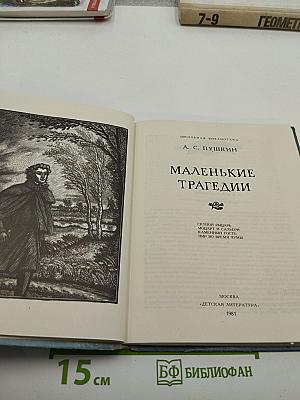 7-9
ГЕОМЕТ
ШКОЛЬНАЯ БИБЛИОТЕКА
А. С. ПУШКИН
МАЛЕНЬКИЕ
ТРАГЕДИИ
СКУПОЙ РЫЦАРЬ
МОЦАРТ И САЛЬЕРИ
КАМЕННЫЙ ГОСТЬ
ПИР ВО ВРЕМЯ ЧУМЫ
МОСКВА
«ДЕТСКАЯ ЛИТЕРАТУРА»
1981
15 СМ
БФ БИБЛИОФАН